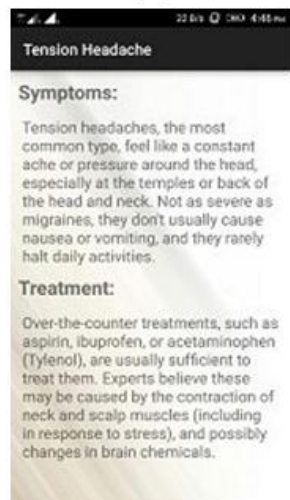 4:46 PM
Tension Headache
Symptoms:
Tension headaches, the most
common type, feel like a constant
ache or pressure around the head,
especially at the temples or back of
the head and neck. Not as severe as
migraines, they don't usually cause
nausea or vomiting, and they rarely
halt daily activities.
Treatment:
Over-the-counter treatments, such as
aspirin, ibuprofen, or acetaminophen
(Tylenol), are usually sufficient to
treat them. Experts believe these
may be caused by the contraction of
neck and scalp muscles (including
in response to stress), and possibly
changes in brain chemicals.